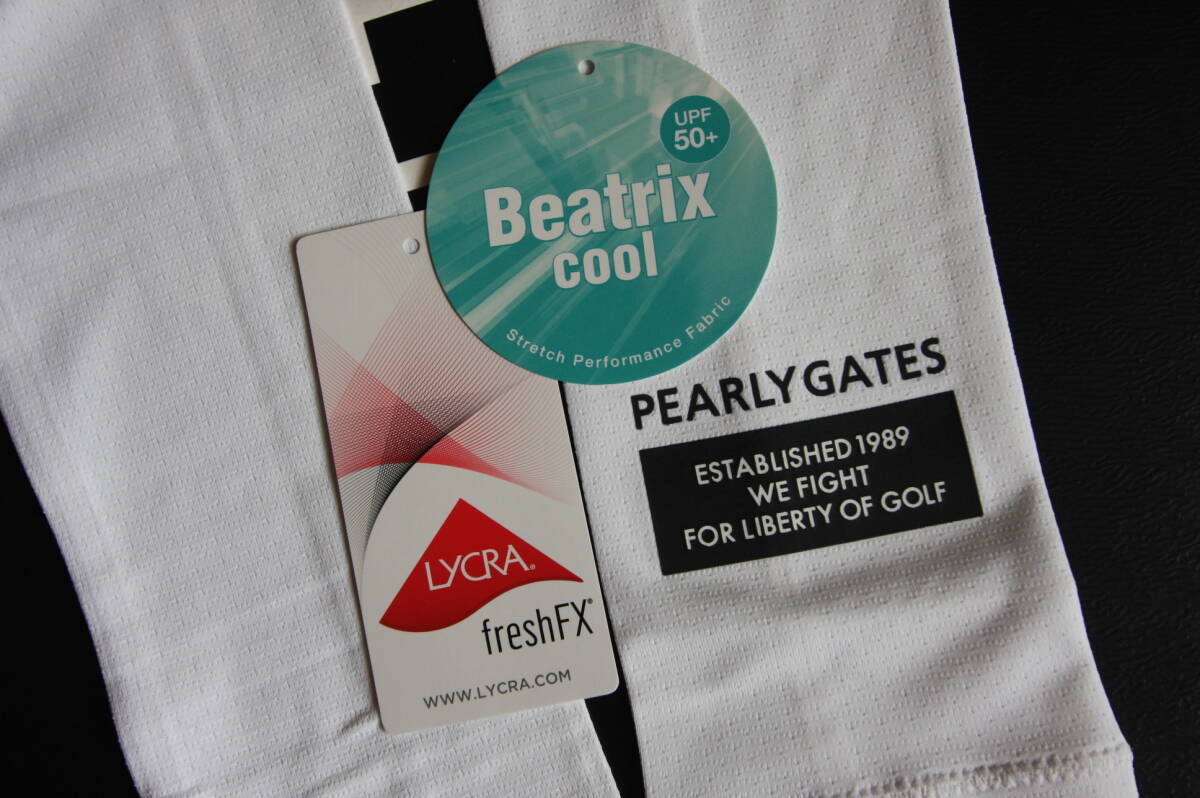 UPF
50+
Beatrix
cool
Stretch Performance Fabric
PEARLY GATES
ESTABLISHED 1989
WE FIGHT
FOR LIBERTY OF GOLF
LYCRA®
freshFX®
WWW.LYCRA.COM